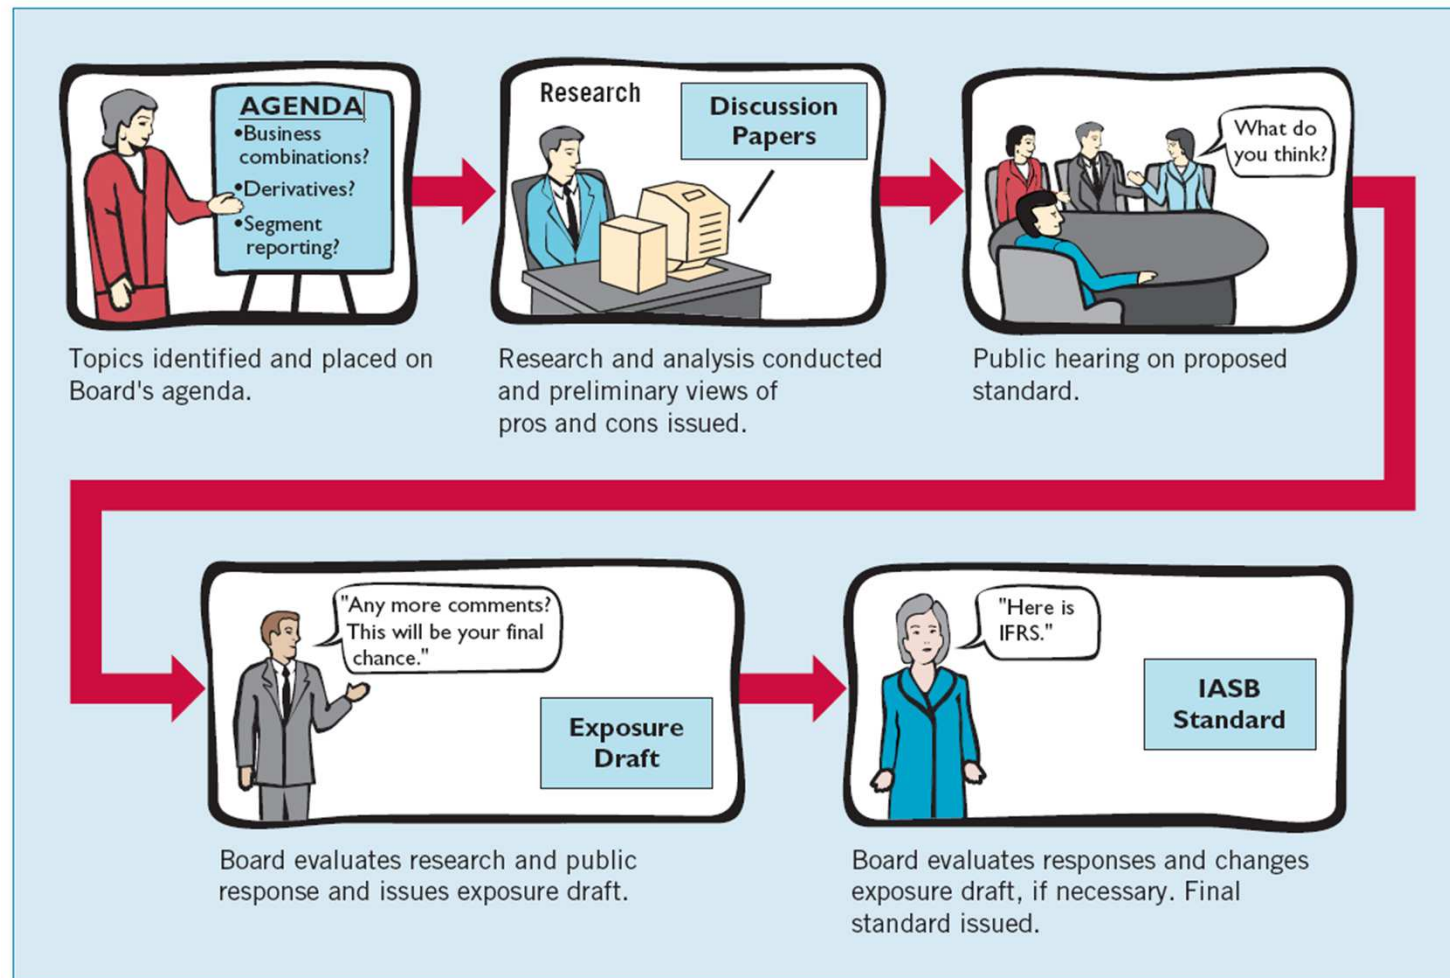 AGENDA
•Business
combinations?
•Derivatives?
•Segment
reporting?
Topics identified and placed on
Board's agenda.
Research
Discussion
Papers
Research and analysis conducted
and preliminary views of
pros and cons issued.
What do
you think?
Public hearing on proposed
standard.
"Any more comments?
This will be your final
chance."
Exposure
Draft
Board evaluates research and public
response and issues exposure draft.
"Here is
IFRS."
IASB
Standard
Board evaluates responses and changes
exposure draft, if necessary. Final
standard issued.